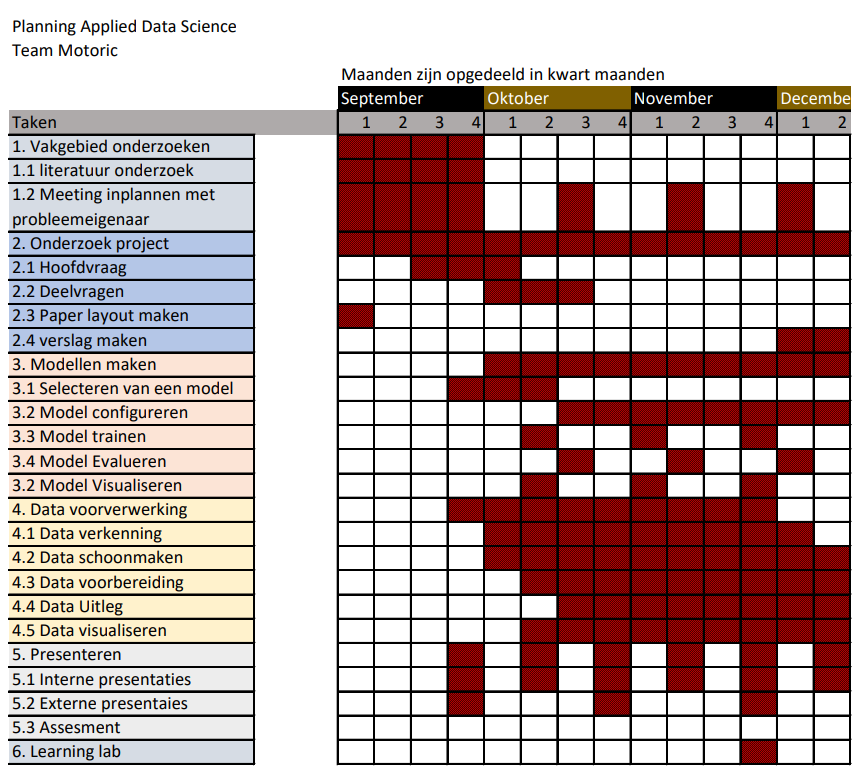 Planning Applied Data Science
Team Motoric
Maanden zijn opgedeeld in kwart maanden
September Oktober November Decembe
Taken 1 2 3 4 1 2 3 4 1 2 3 4 1 2
1. Vakgebied onderzoeken
1.1 literatuur onderzoek
1.2 Meeting inplannen met
probleemeigenaar
2. Onderzoek project
2.1 Hoofdvraag
2.2 Deelvragen
2.3 Paper layout maken
2.4 verslag maken
3. Modellen maken
3.1 Selecteren van een model
3.2 Model configureren
3.3 Model trainen
3.4 Model Evalueren
3.2 Model Visualiseren
4. Data voorverwerking
4.1 Data verkenning
4.2 Data schoonmaken
4.3 Data voorbereiding
4.4 Data Uitleg
4.5 Data visualiseren
5. Presenteren
5.1 Interne presentaties
5.2 Externe presentaies
5.3 Assesment
6. Learning lab